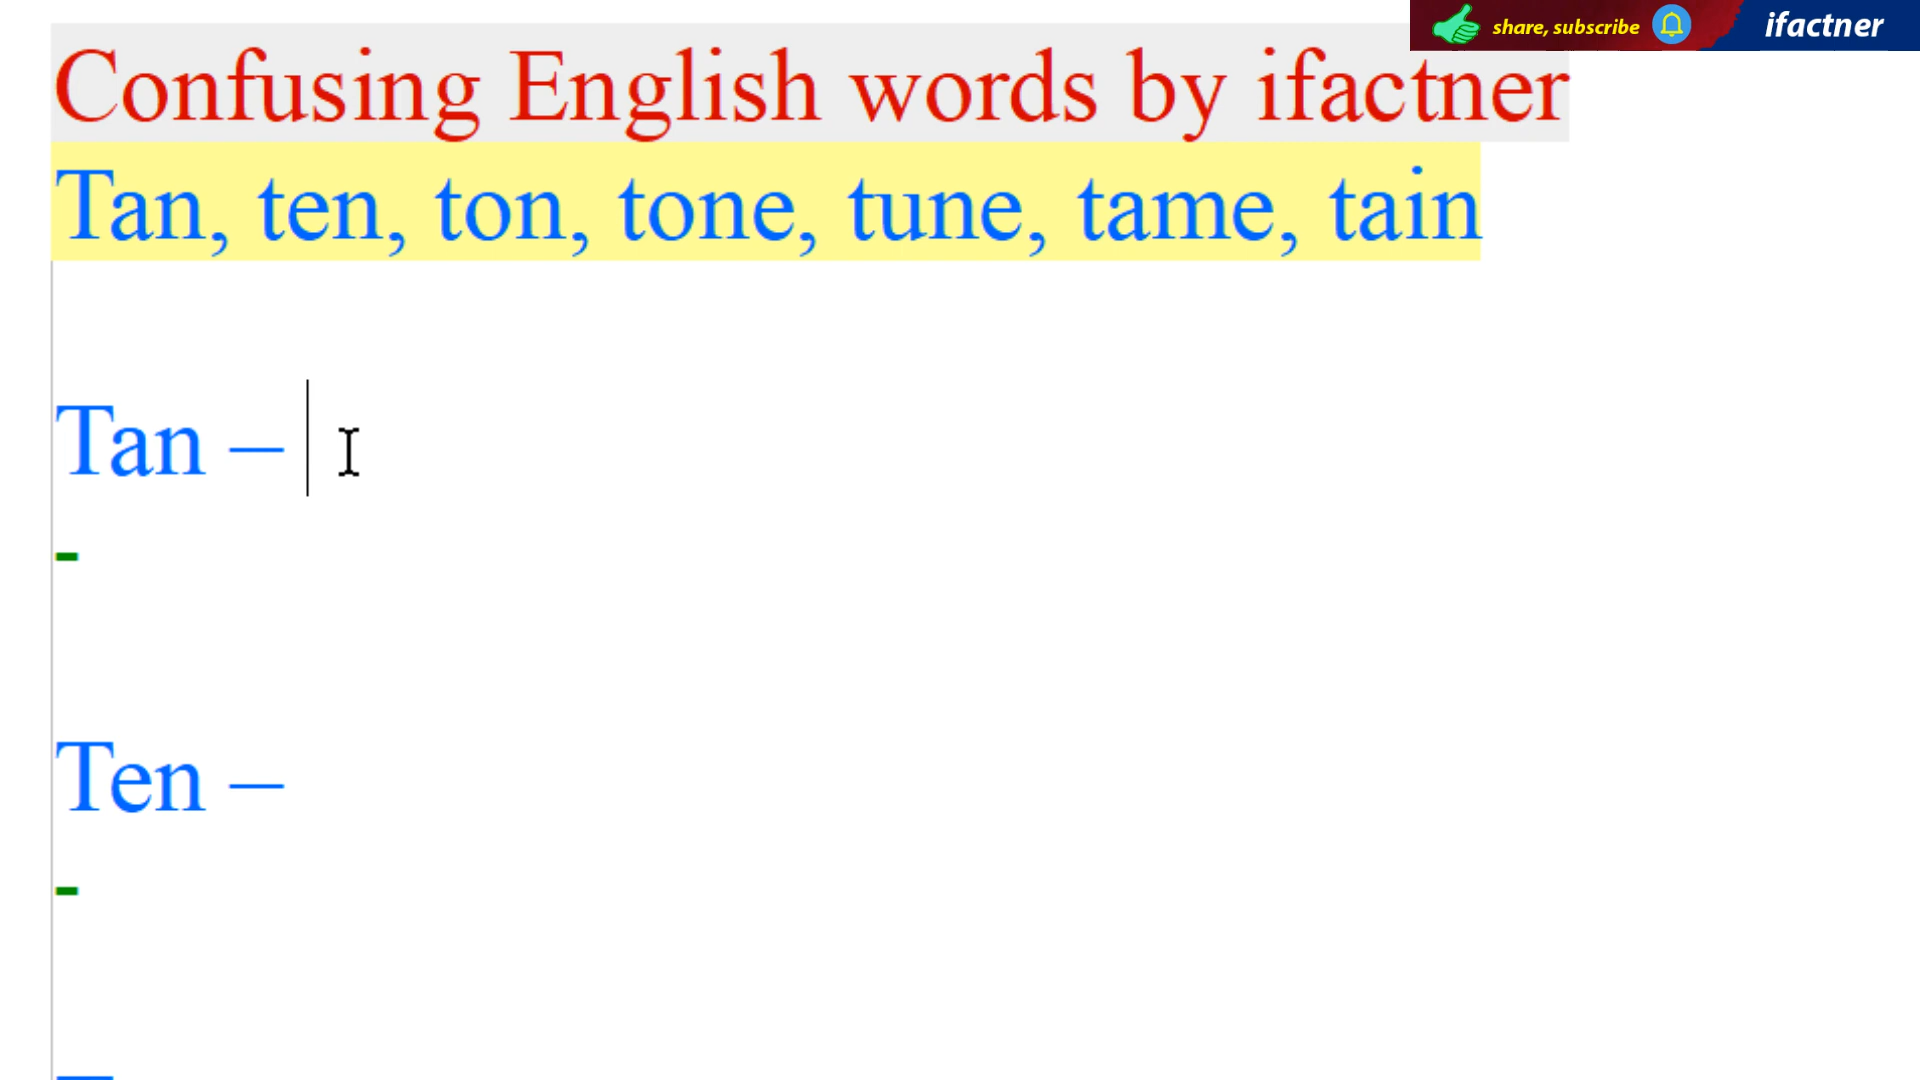 share, subscribe
ifactner
Confusing English words by ifactner
Tan, ten, ton, tone, tune, tame, tain
Tan –
-
Ten –
-